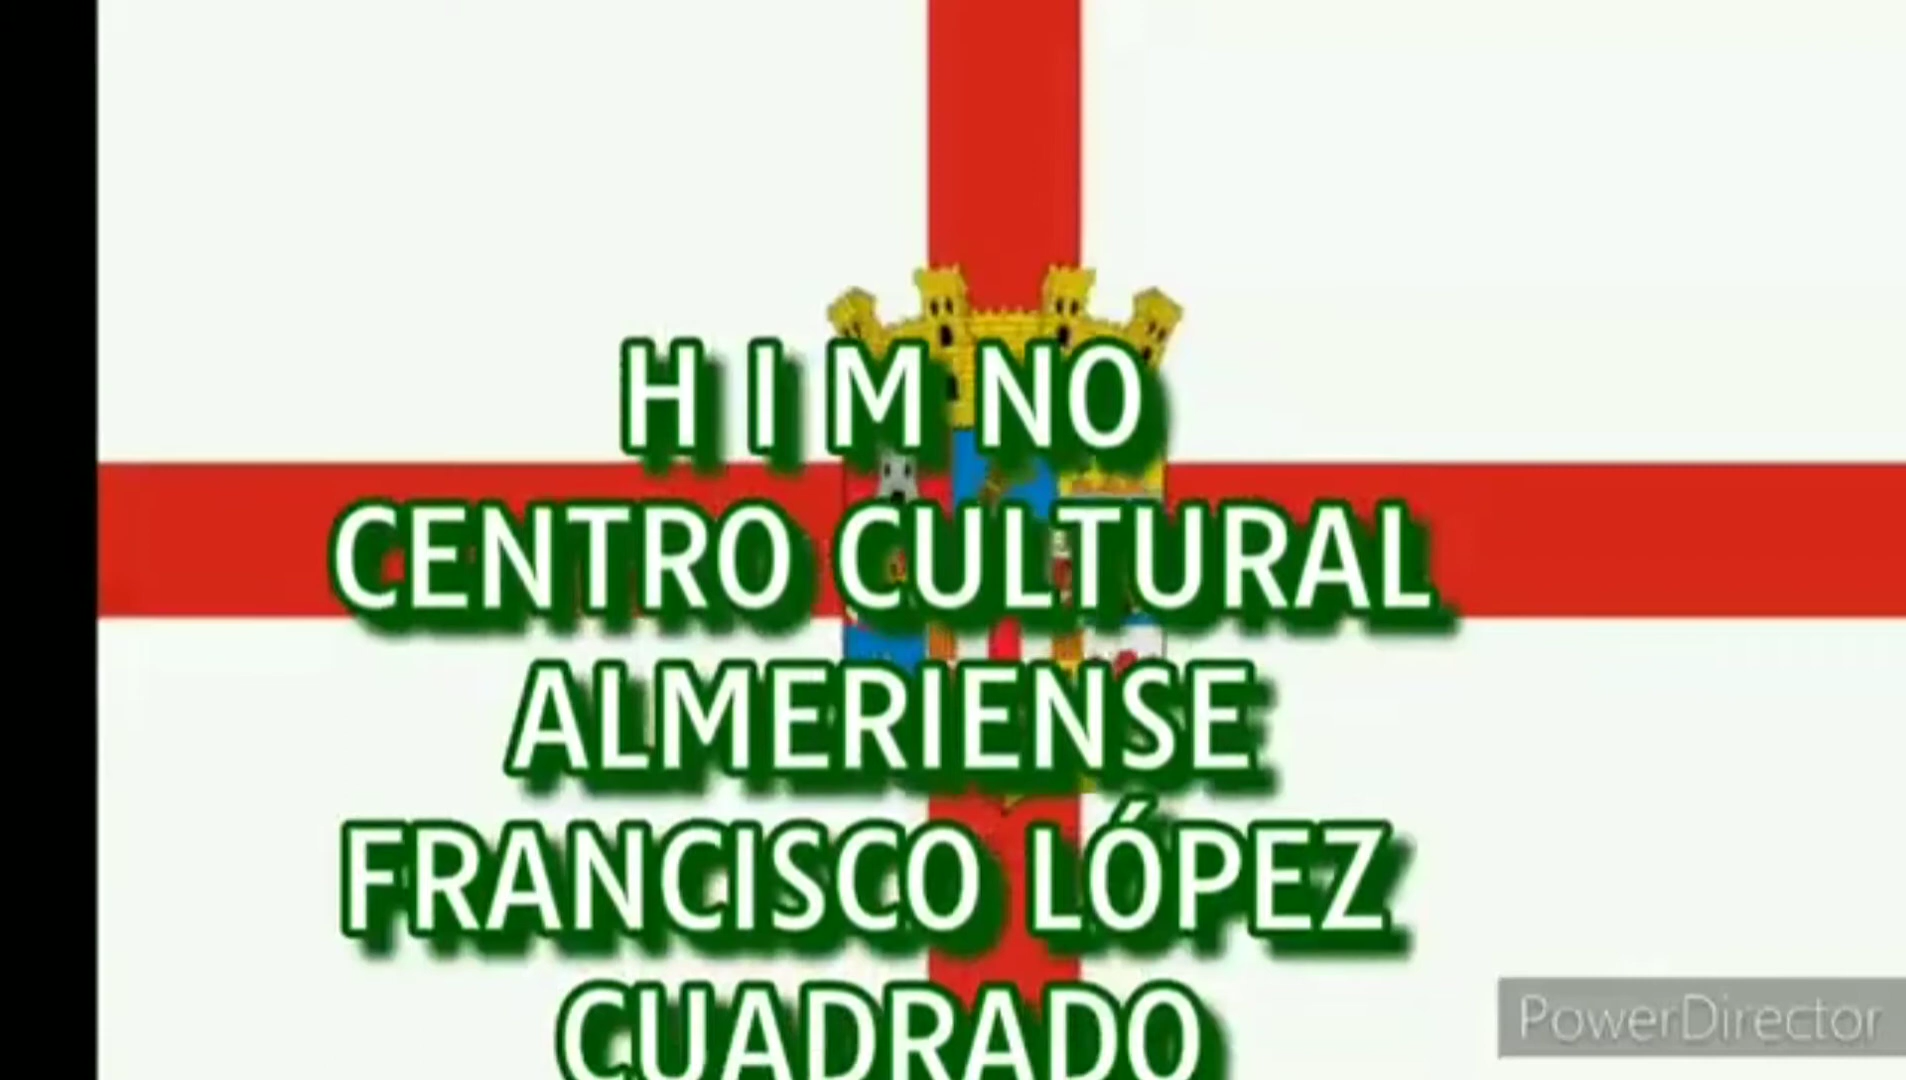 H I M NO
CENTRO CULTURAL
ALMERIENSE
FRANCISCO LÓPEZ
CUADRADO
PowerDirector